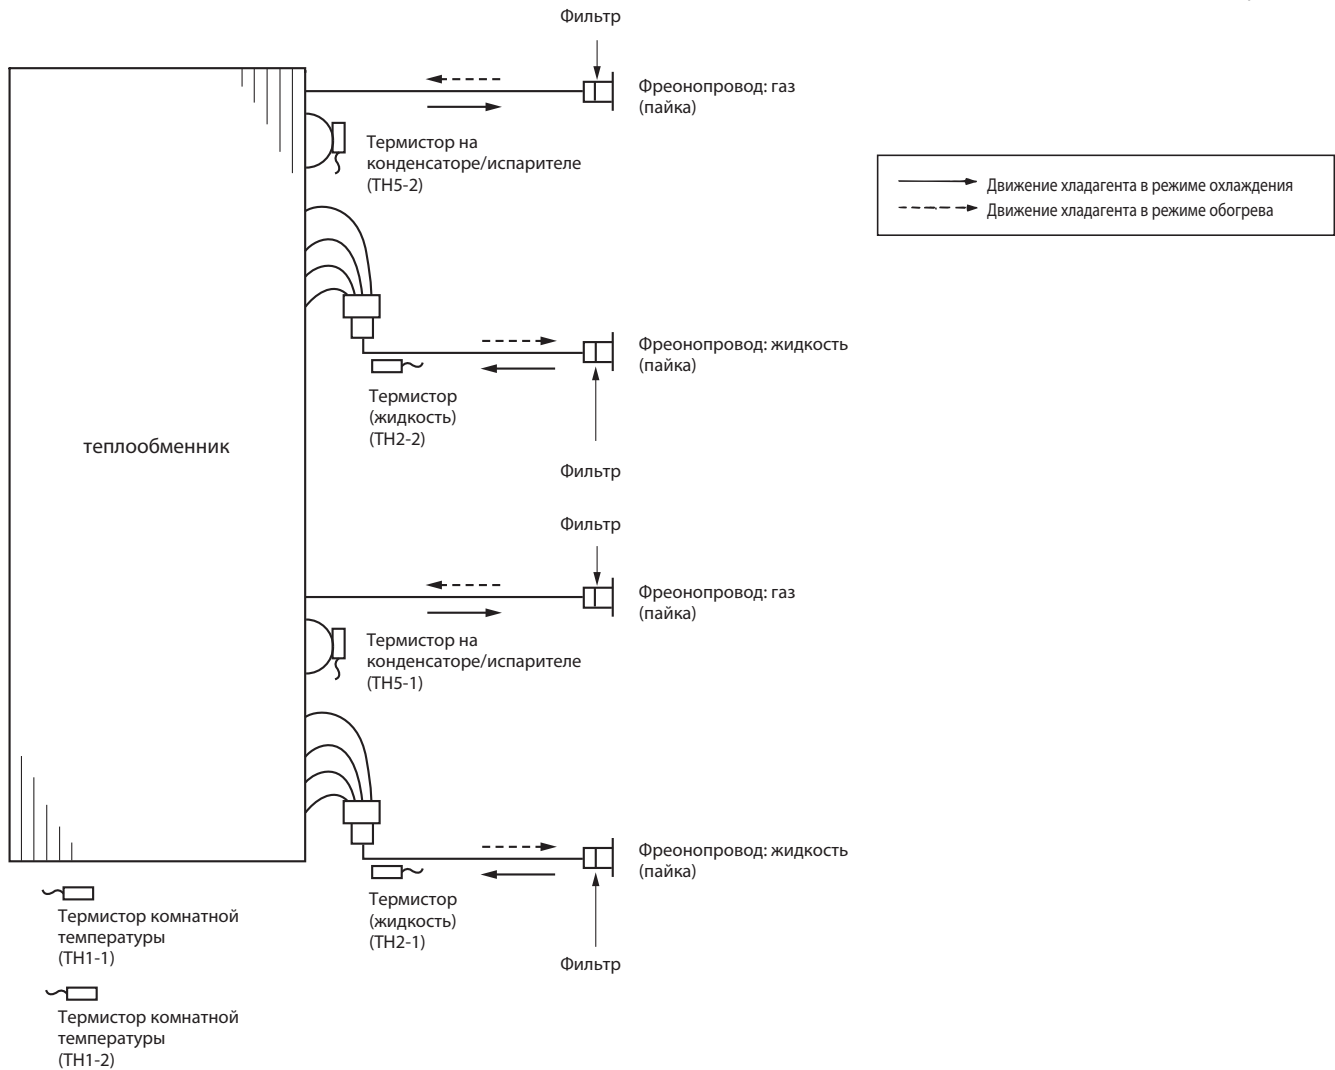 Фильтр
Фреонопровод: газ
(пайка)
Термистор на
конденсаторе/испарителе
(TH5-2)
Движение хладагента в режиме охлаждения
Движение хладагента в режиме обогрева
Фреонопровод: жидкость
(пайка)
Термистор
(жидкость)
(TH2-2)
теплообменник
Фильтр
Фильтр
Фреонопровод: газ
(пайка)
Термистор на
конденсаторе/испарителе
(TH5-1)
Фреонопровод: жидкость
(пайка)
Термистор
(жидкость)
(TH2-1)
Фильтр
Термистор комнатной
температуры
(TH1-1)
Термистор комнатной
температуры
(TH1-2)